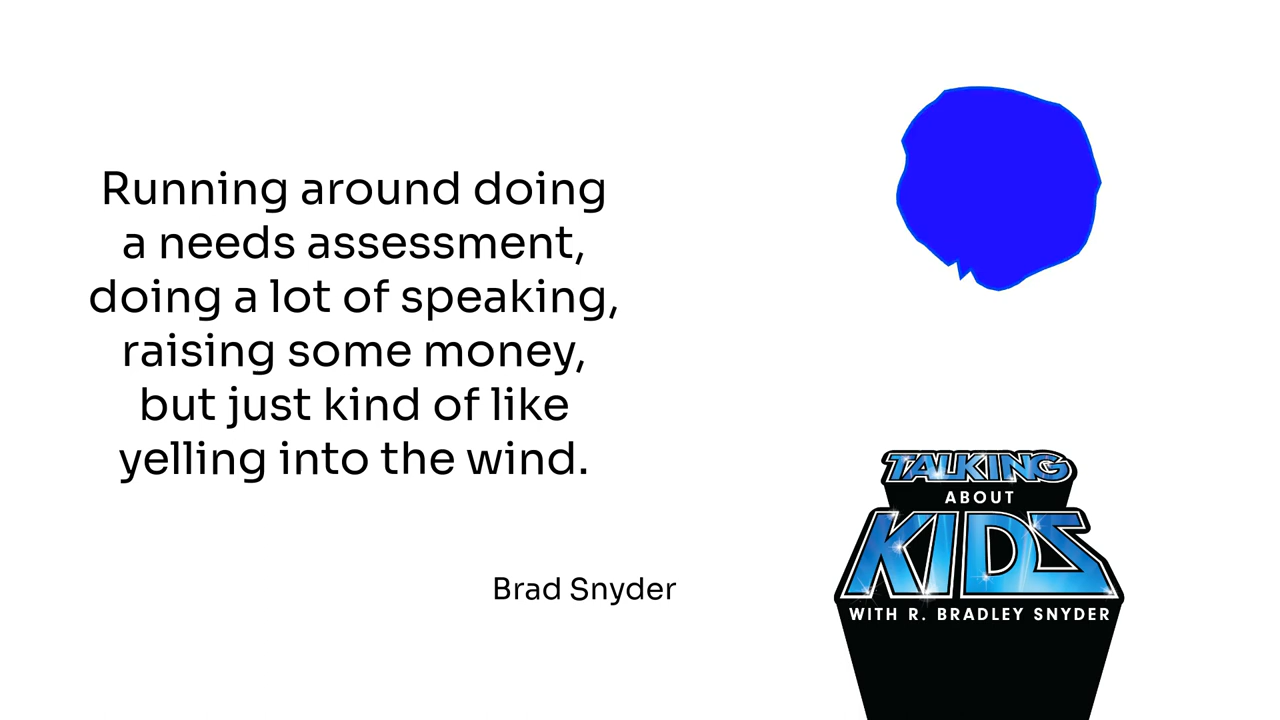 Running around doing
a needs assessment,
doing a lot of speaking,
raising some money,
but just kind of like
yelling into the wind.
Brad Snyder
TALKING
ABOUT
KIDS
WITH R. BRADLEY SNYDER